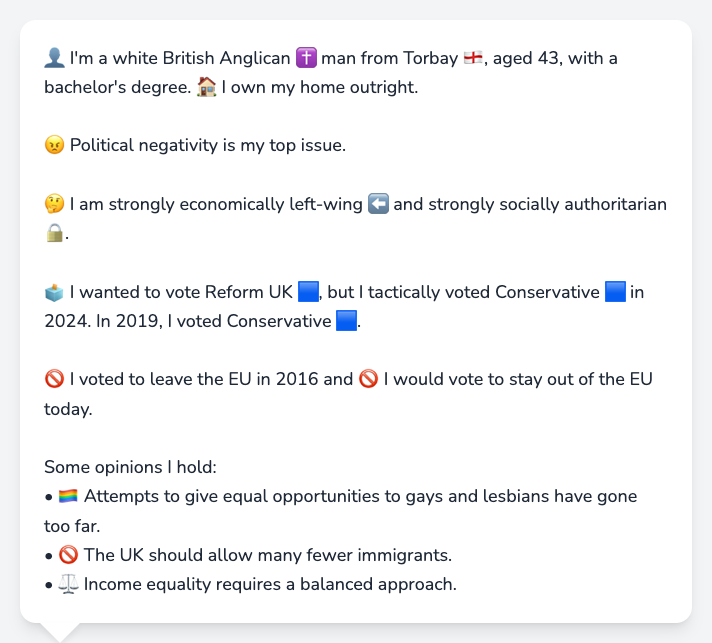 👤 I'm a white British Anglican ✝️ man from Torbay 🏴󠁧󠁢󠁥󠁮󠁧󠁿, aged 43, with a
bachelor's degree. 🏠 I own my home outright.
😠 Political negativity is my top issue.
🤔 I am strongly economically left-wing ⬅️ and strongly socially authoritarian
🔒.
🗳️ I wanted to vote Reform UK 🟦, but I tactically voted Conservative 🟦 in
2024. In 2019, I voted Conservative 🟦.
🚫 I voted to leave the EU in 2016 and 🚫 I would vote to stay out of the EU
today.
Some opinions I hold:
• 🏳️‍🌈 Attempts to give equal opportunities to gays and lesbians have gone
too far.
• 🚫 The UK should allow many fewer immigrants.
• ⚖️ Income equality requires a balanced approach.